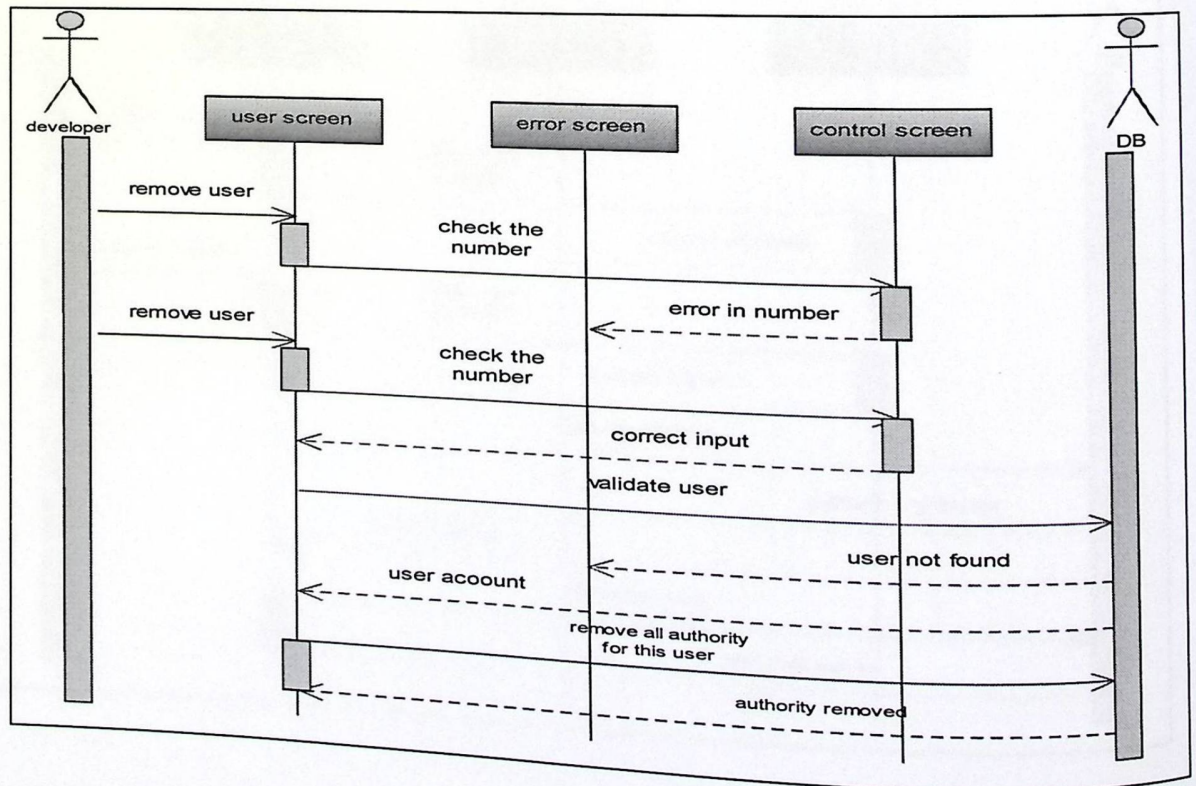 developer
user screen
error screen
control screen
DB
remove user
check the
number
error in number
remove user
check the
number
correct input
validate user
user not found
user acoount
remove all authority
for this user
authority removed